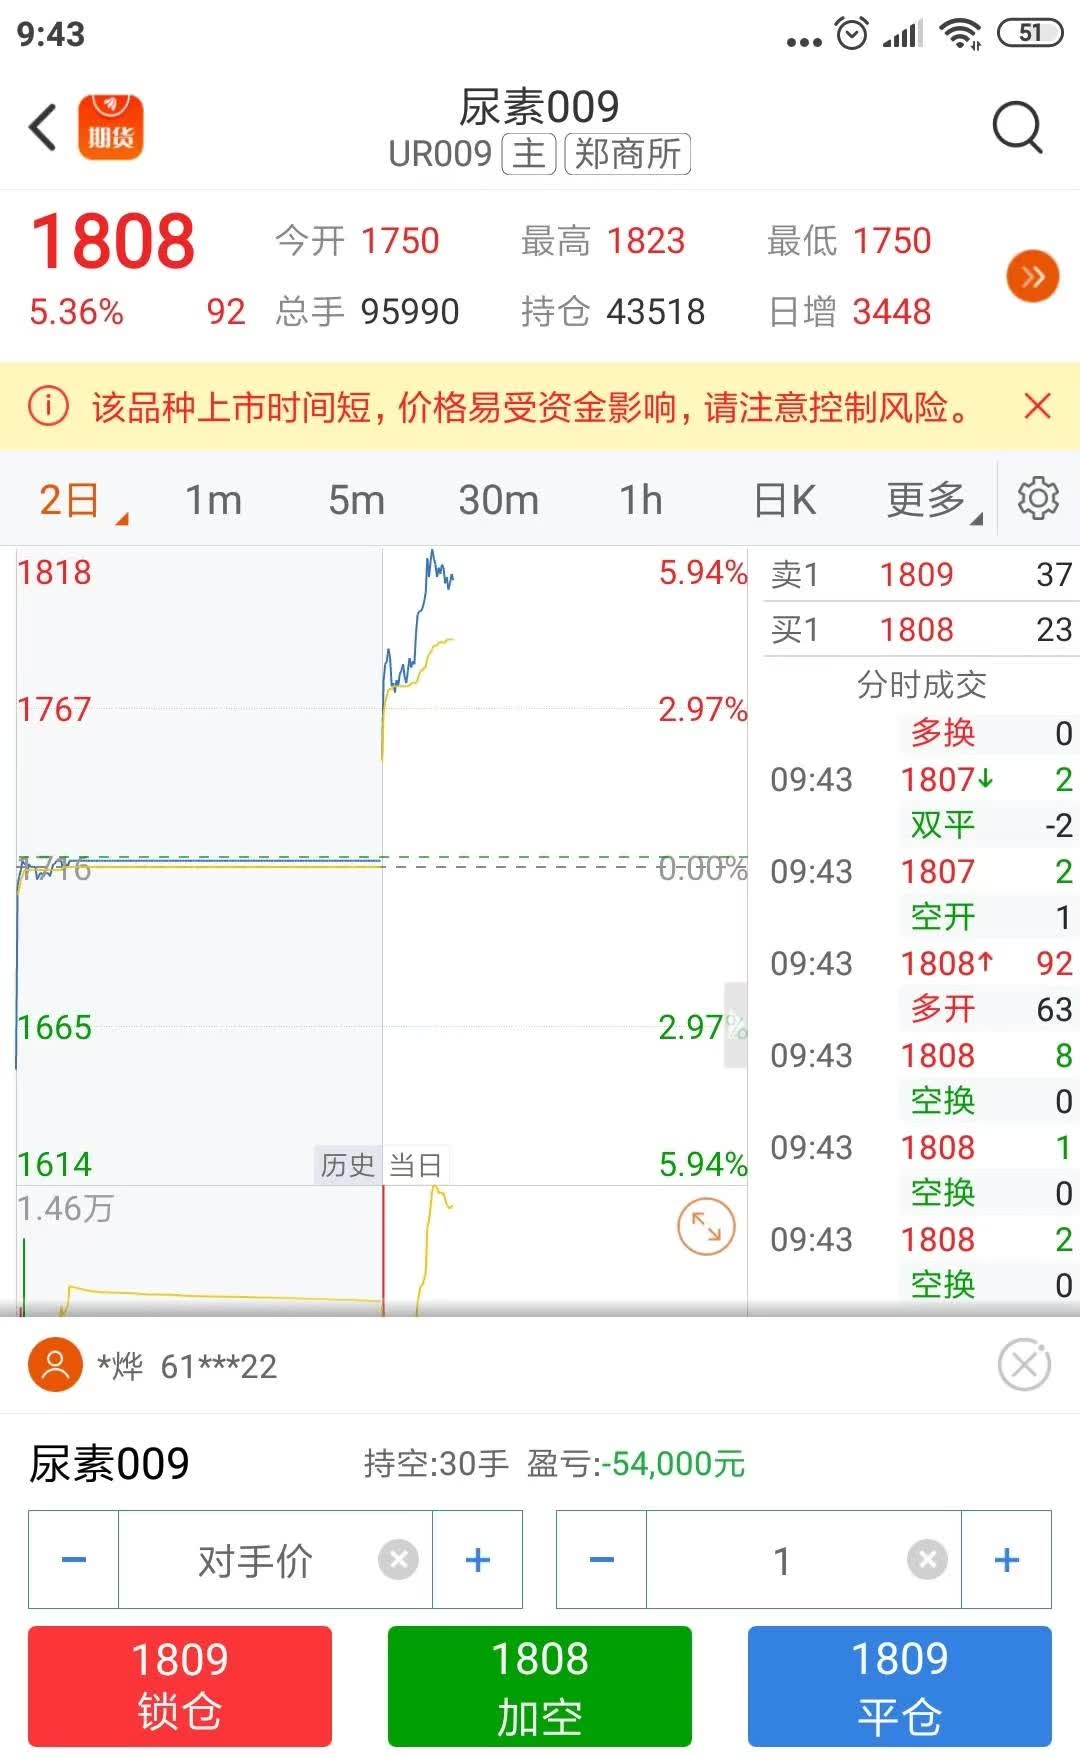 9:43
51
期货
尿素009
UR009 主 郑商所
1808 今开 1750 最高 1823 最低 1750
5.36% 92 总手 95990 持仓 43518 日增 3448
该品种上市时间短，价格易受资金影响，请注意控制风险。
2日 1m 5m 30m 1h 日K 更多
1818 5.94%
1767 2.97%
1716 0.00%
1665 2.97%
1614 历史 当日 5.94%
1.46万
卖1 1809 37
买1 1808 23
分时成交
多换 0
09:43 1807↓ 2
双平 -2
09:43 1807 2
空开 1
09:43 1808↑ 92
多开 63
09:43 1808 8
空换 0
09:43 1808 1
空换 0
09:43 1808 2
空换 0
*烨 61***22
尿素009 持空:30手 盈亏:-54,000元
− 对手价 + − 1 +
1809 1808 1809
锁仓 加空 平仓